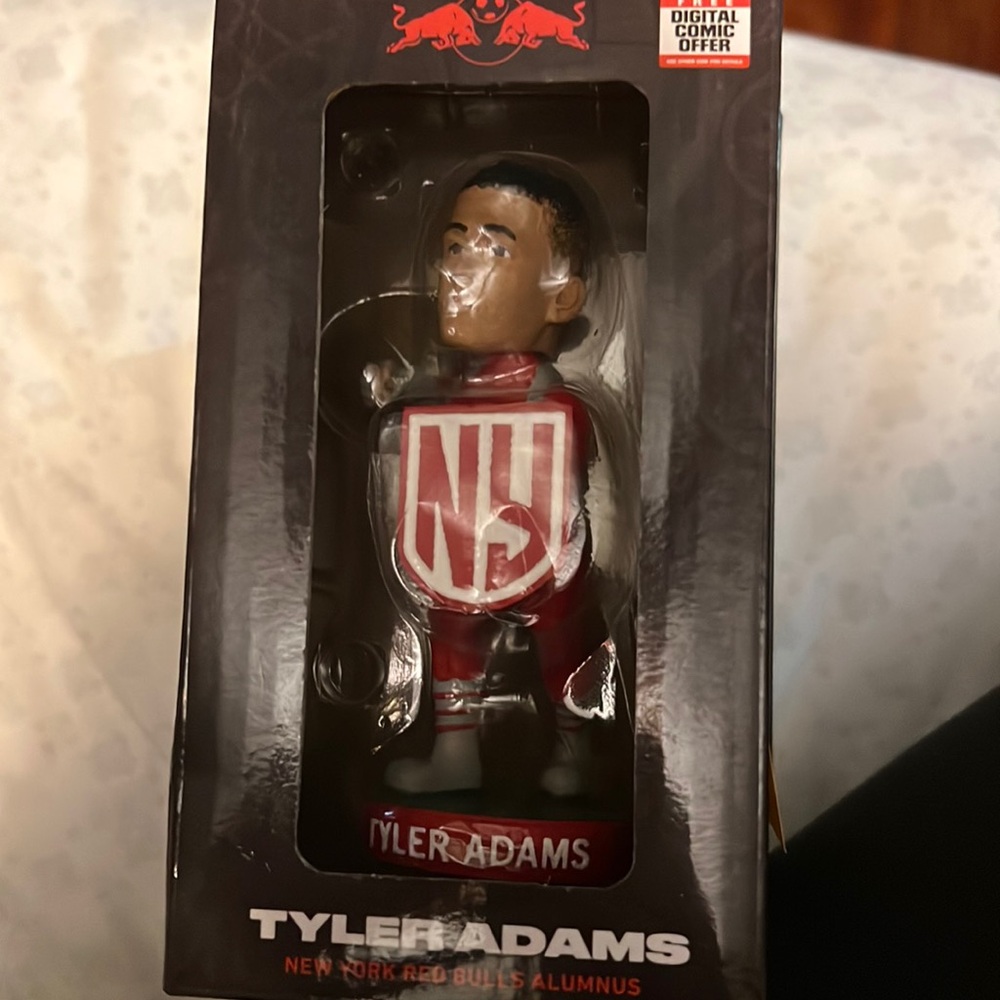 FREE
DIGITAL
COMIC
OFFER
NY
TYLER ADAMS
TYLER ADAMS
NEW YORK RED BULLS ALUMNUS